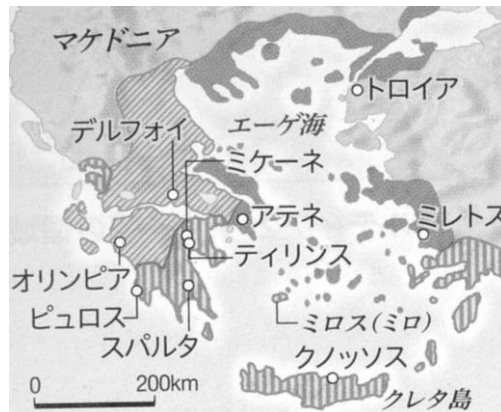 マケドニア
トロイア
デルフォイ
エーゲ海
ミケーネ
アテネ
ミレトス
ティリンス
オリンピア
ピュロス
ミロス(ミロ)
スパルタ
クノッソス
0 200km
クレタ島